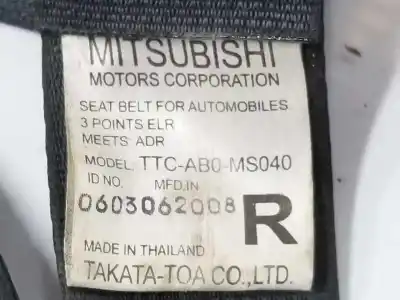 MITSUBISHI
MOTORS CORPORATION
SEAT BELT FOR AUTOMOBILES
3 POINTS ELR
MEETS: ADR
MODEL: TTC-AB0-MS040
ID NO. MFD.IN
0603062008 R
MADE IN THAILAND
TAKATA-TOA CO.,LTD.